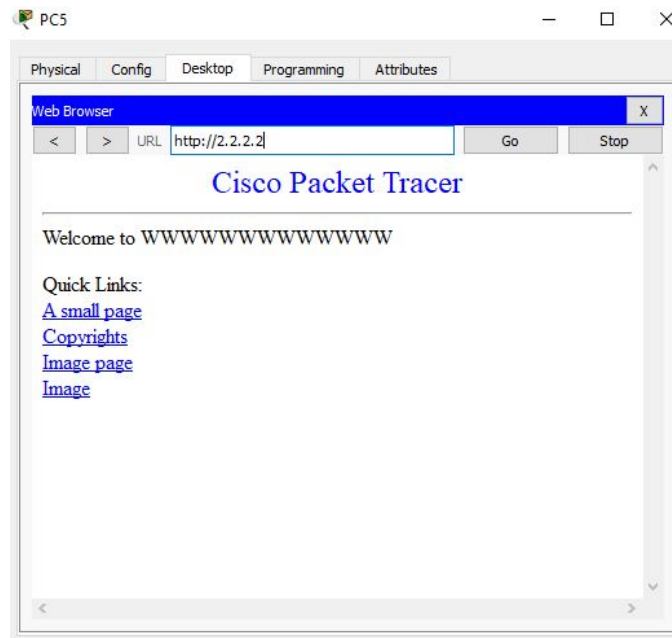 PC5
Physical Config Desktop Programming Attributes
Web Browser X
< > URL http://2.2.2.2 Go Stop
Cisco Packet Tracer
Welcome to WWWWWWWWWWWWW
Quick Links:
A small page
Copyrights
Image page
Image